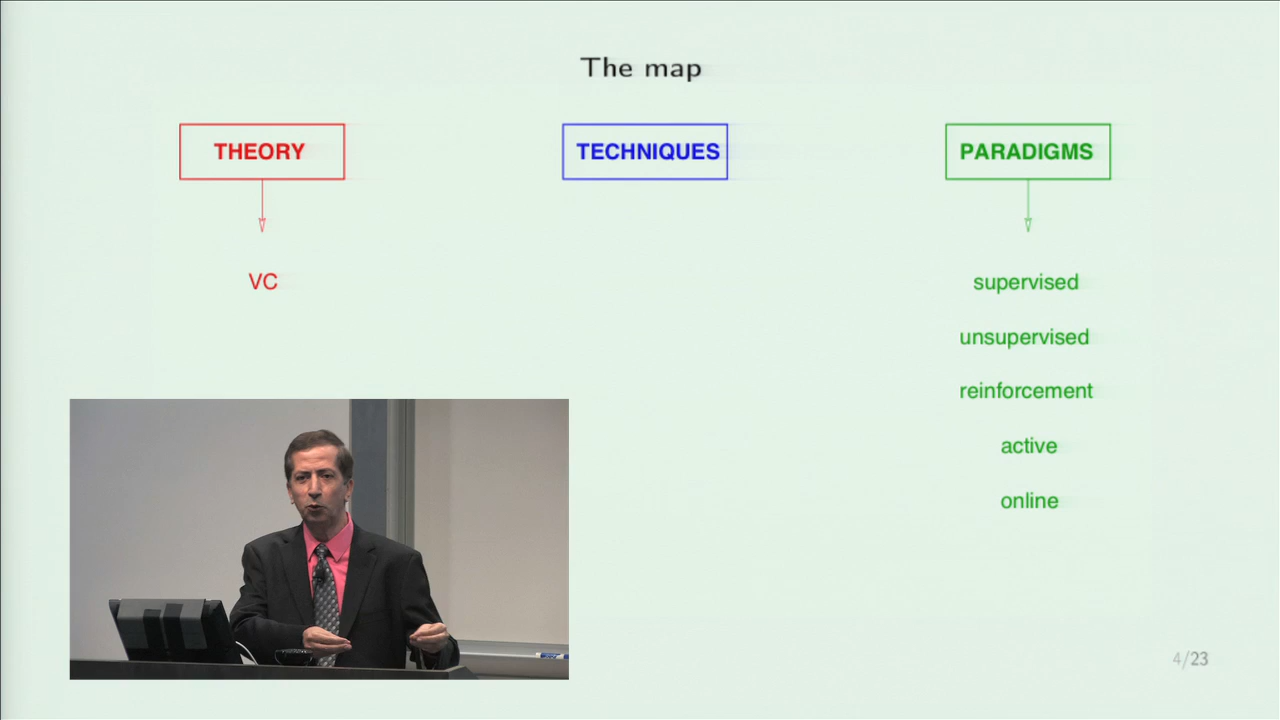 The map
THEORY
TECHNIQUES
PARADIGMS
VC
supervised
unsupervised
reinforcement
active
online
4/23